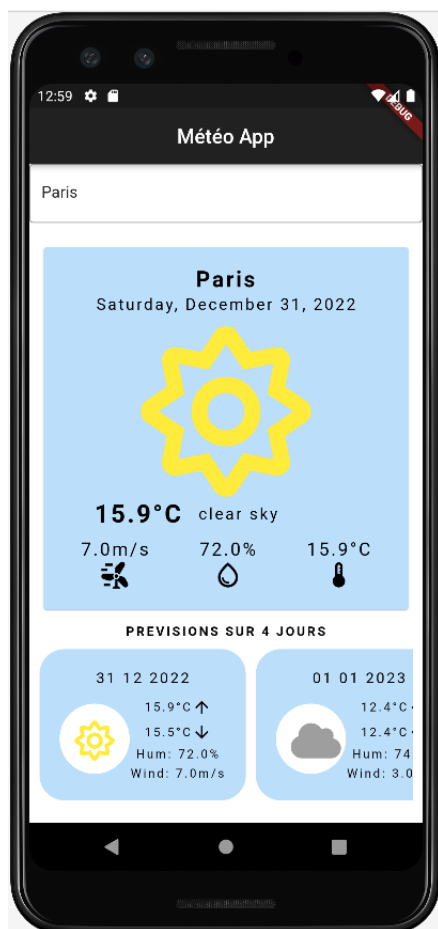 12:59
DEBUG
Météo App
Paris
Paris
Saturday, December 31, 2022
15.9°C clear sky
7.0m/s 72.0% 15.9°C
PREVISIONS SUR 4 JOURS
31 12 2022
15.9°C
15.5°C
Hum: 72.0%
Wind: 7.0m/s
01 01 2023
12.4°C
12.4°C
Hum: 74
Wind: 3.0